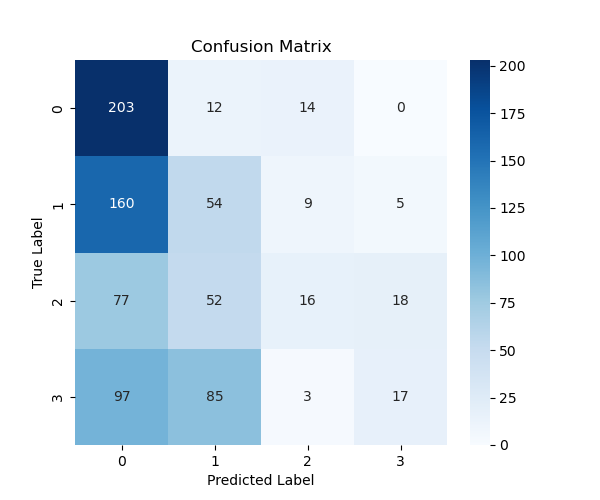 Confusion Matrix
0 203 12 14 0
1 160 54 9 5
2 77 52 16 18
3 97 85 3 17
0 1 2 3
True Label
Predicted Label
200
175
150
125
100
75
50
25
0